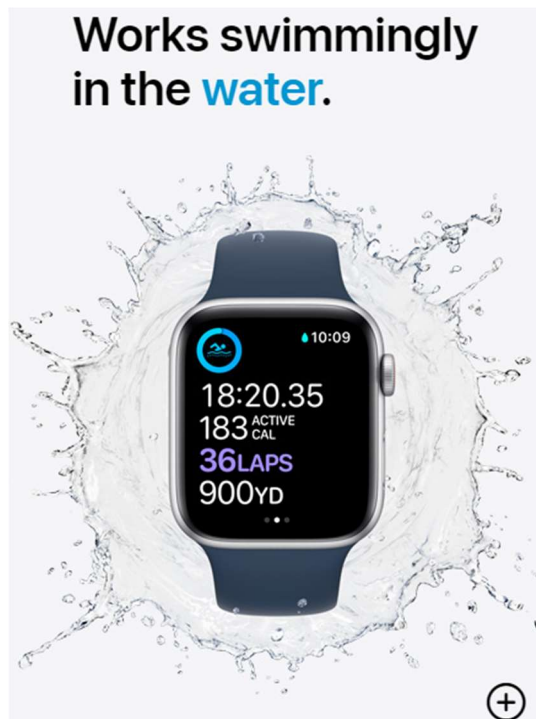 Works swimmingly
in the water.
10:09
18:20.35
183 ACTIVE
CAL
36LAPS
900YD